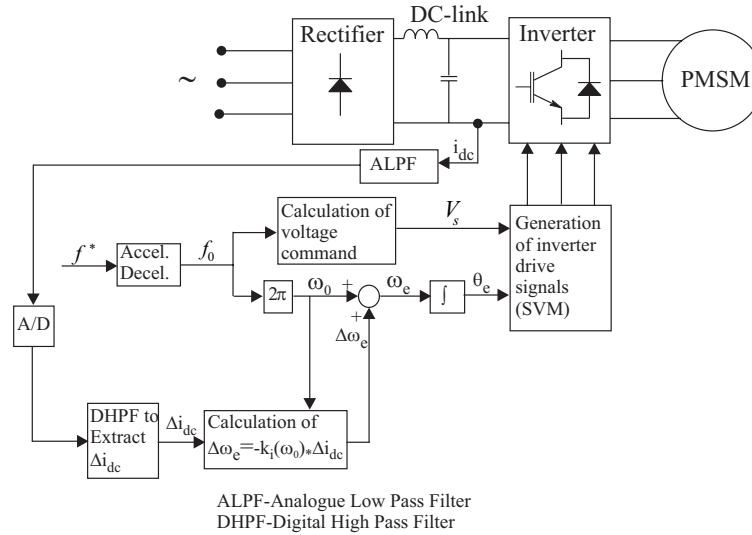 DC-link
Rectifier
Inverter
PMSM
~
ALPF
i_dc
Calculation of
voltage
command
V_s
Generation
of inverter
drive
signals
(SVM)
f*
Accel.
Decel.
f_0
2π
ω_0
+
ω_e
∫
θ_e
+
Δω_e
A/D
DHPF to
Extract
Δi_dc
Δi_dc
Calculation of
Δω_e=-k_i(ω_0)*Δi_dc
ALPF-Analogue Low Pass Filter
DHPF-Digital High Pass Filter